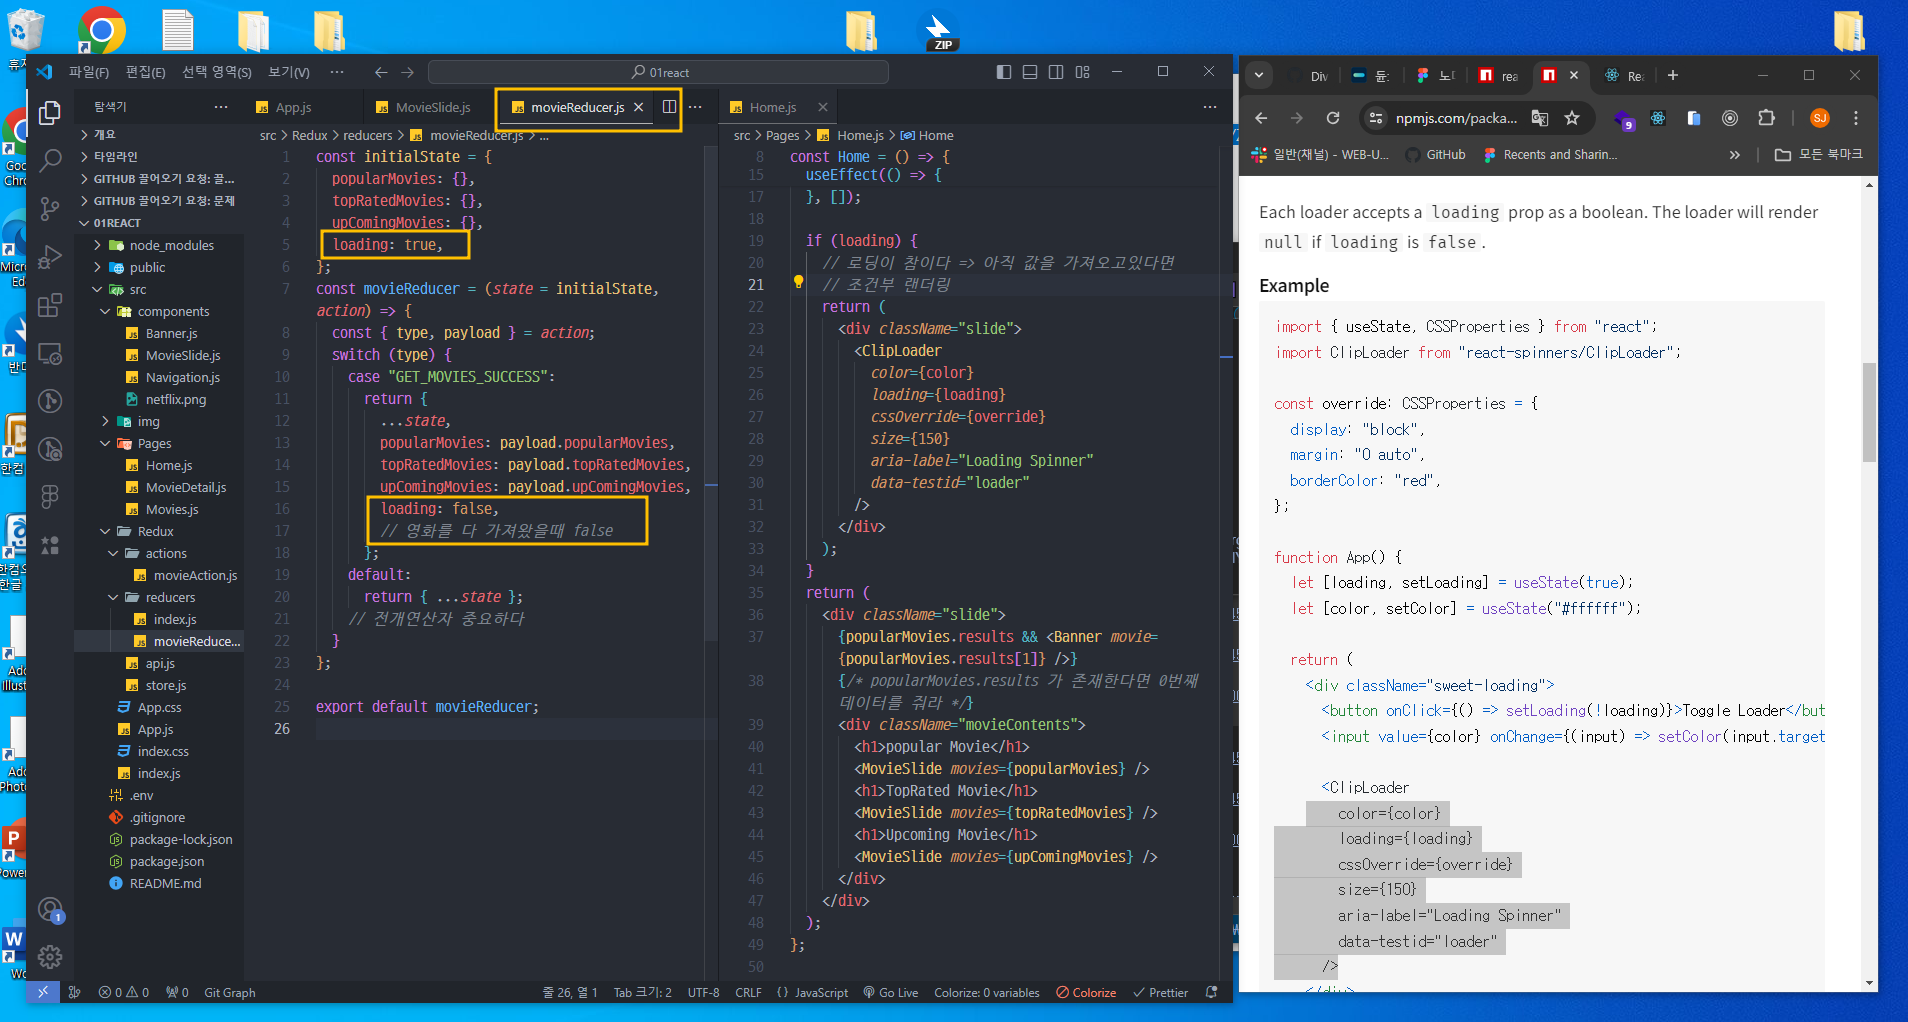 ZIP
파일(F)
편집(E)
선택 영역(S)
보기(V)
01react
탐색기
개요
타임라인
GITHUB 끌어오기 요청: 끌...
GITHUB 끌어오기 요청: 문제
01REACT
node_modules
public
src
components
Banner.js
MovieSlide.js
Navigation.js
netflix.png
img
Pages
Home.js
MovieDetail.js
Movies.js
Redux
actions
movieAction.js
reducers
index.js
movieReduce...
api.js
store.js
App.css
App.js
index.css
index.js
.env
.gitignore
package-lock.json
package.json
README.md
App.js
MovieSlide.js
movieReducer.js
src > Redux > reducers > movieReducer.js > ...
1 const initialState = {
2 popularMovies: {},
3 topRatedMovies: {},
4 upComingMovies: {},
5 loading: true,
6 };
7 const movieReducer = (state = initialState,
action) => {
8 const { type, payload } = action;
9 switch (type) {
10 case "GET_MOVIES_SUCCESS":
11 return {
12 ...state,
13 popularMovies: payload.popularMovies,
14 topRatedMovies: payload.topRatedMovies,
15 upComingMovies: payload.upComingMovies,
16 loading: false,
17 // 영화를 다 가져왔을때 false
18 };
19 default:
20 return { ...state };
21 // 전개연산자 중요하다
22 }
23 };
24
25 export default movieReducer;
26
Home.js
src > Pages > Home.js > Home
8 const Home = () => {
15 useEffect(() => {
17 }, []);
18
19 if (loading) {
20 // 로딩이 참이다 => 아직 값을 가져오고있다면
21 // 조건부 랜더링
22 return (
23 <div className="slide">
24 <ClipLoader
25 color={color}
26 loading={loading}
27 cssOverride={override}
28 size={150}
29 aria-label="Loading Spinner"
30 data-testid="loader"
31 />
32 </div>
33 );
34 }
35 return (
36 <div className="slide">
37 {popularMovies.results && <Banner movie=
{popularMovies.results[1]} />}
38 {/* popularMovies.results 가 존재한다면 0번째
데이터를 줘라 */}
39 <div className="movieContents">
40 <h1>popular Movie</h1>
41 <MovieSlide movies={popularMovies} />
42 <h1>TopRated Movie</h1>
43 <MovieSlide movies={topRatedMovies} />
44 <h1>Upcoming Movie</h1>
45 <MovieSlide movies={upComingMovies} />
46 </div>
47 </div>
48 );
49 };
50
1
0 0 0
Git Graph
줄 26, 열 1
Tab 크기: 2
UTF-8
CRLF
{ } JavaScript
Go Live
Colorize: 0 variables
Colorize
Prettier
Div
듄:
노
rea
Rea
npmjs.com/packa...
9
SJ
일반(채널) - WEB-U...
GitHub
Recents and Sharin...
모든 북마크
Each loader accepts a loading prop as a boolean. The loader will render
null if loading is false .
Example
import { useState, CSSProperties } from "react";
import ClipLoader from "react-spinners/ClipLoader";
const override: CSSProperties = {
display: "block",
margin: "0 auto",
borderColor: "red",
};
function App() {
let [loading, setLoading] = useState(true);
let [color, setColor] = useState("#ffffff");
return (
<div className="sweet-loading">
<button onClick={() => setLoading(!loading)}>Toggle Loader</but
<input value={color} onChange={(input) => setColor(input.target
<ClipLoader
color={color}
loading={loading}
cssOverride={override}
size={150}
aria-label="Loading Spinner"
data-testid="loader"
/>
</div>